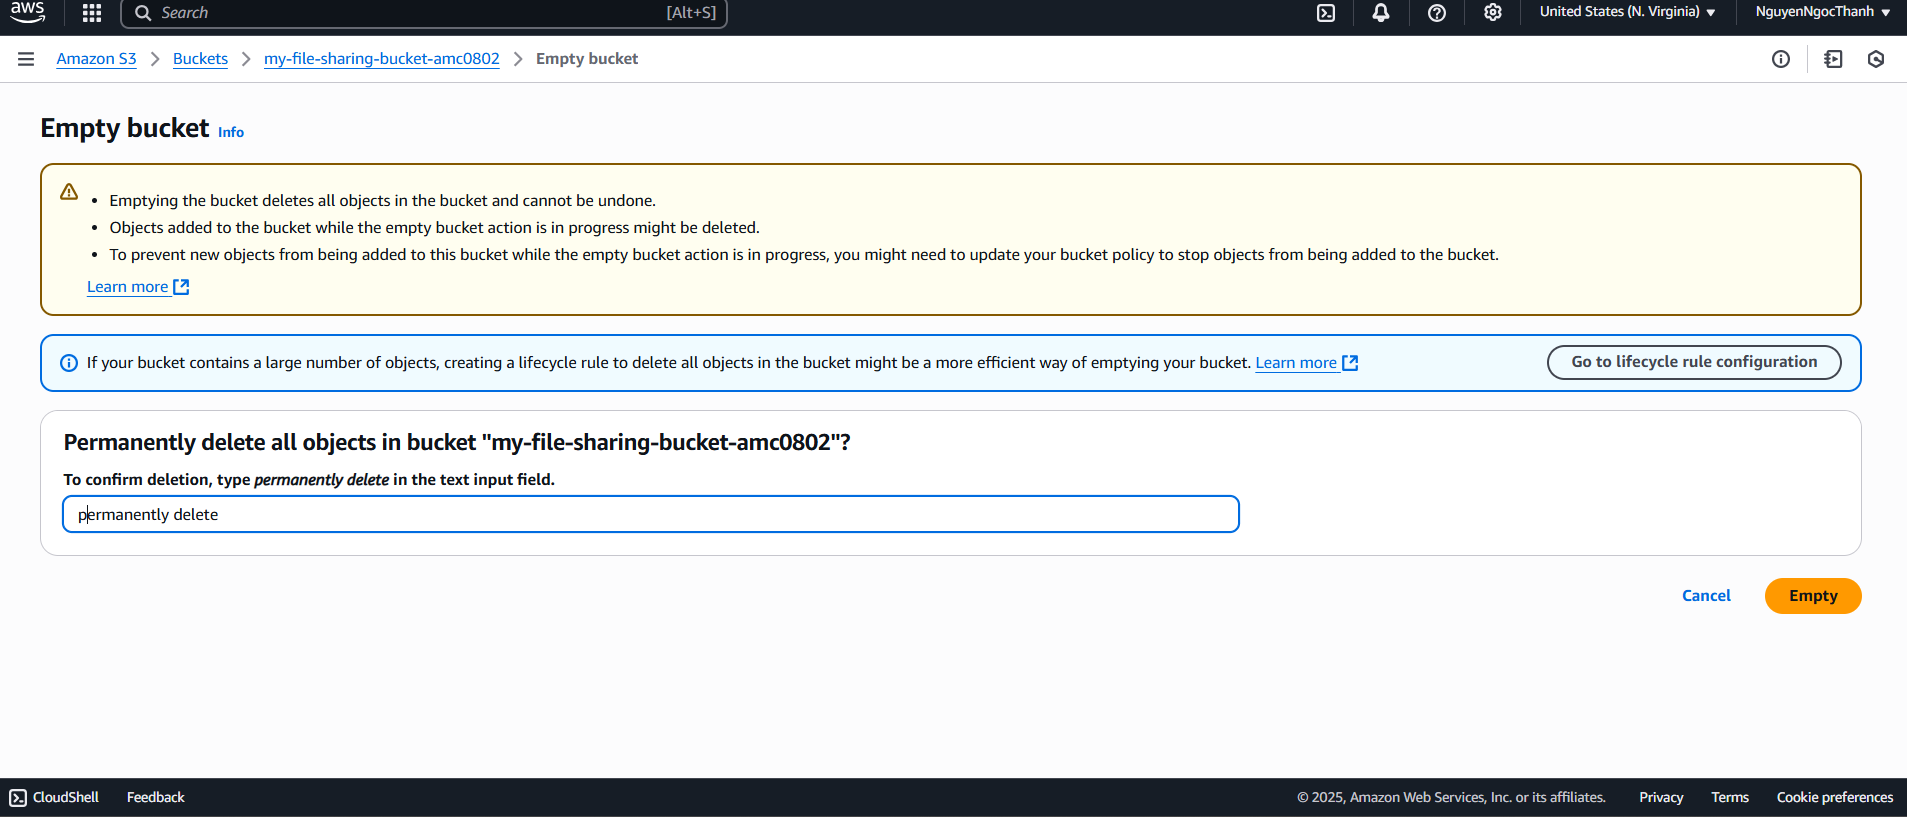 aws Search [Alt+S] United States (N. Virginia) NguyenNgocThanh
Amazon S3 Buckets my-file-sharing-bucket-amc0802 Empty bucket
Empty bucket Info
Emptying the bucket deletes all objects in the bucket and cannot be undone.
Objects added to the bucket while the empty bucket action is in progress might be deleted.
To prevent new objects from being added to this bucket while the empty bucket action is in progress, you might need to update your bucket policy to stop objects from being added to the bucket.
Learn more
If your bucket contains a large number of objects, creating a lifecycle rule to delete all objects in the bucket might be a more efficient way of emptying your bucket. Learn more Go to lifecycle rule configuration
Permanently delete all objects in bucket "my-file-sharing-bucket-amc0802"?
To confirm deletion, type permanently delete in the text input field.
permanently delete
Cancel Empty
CloudShell Feedback © 2025, Amazon Web Services, Inc. or its affiliates. Privacy Terms Cookie preferences